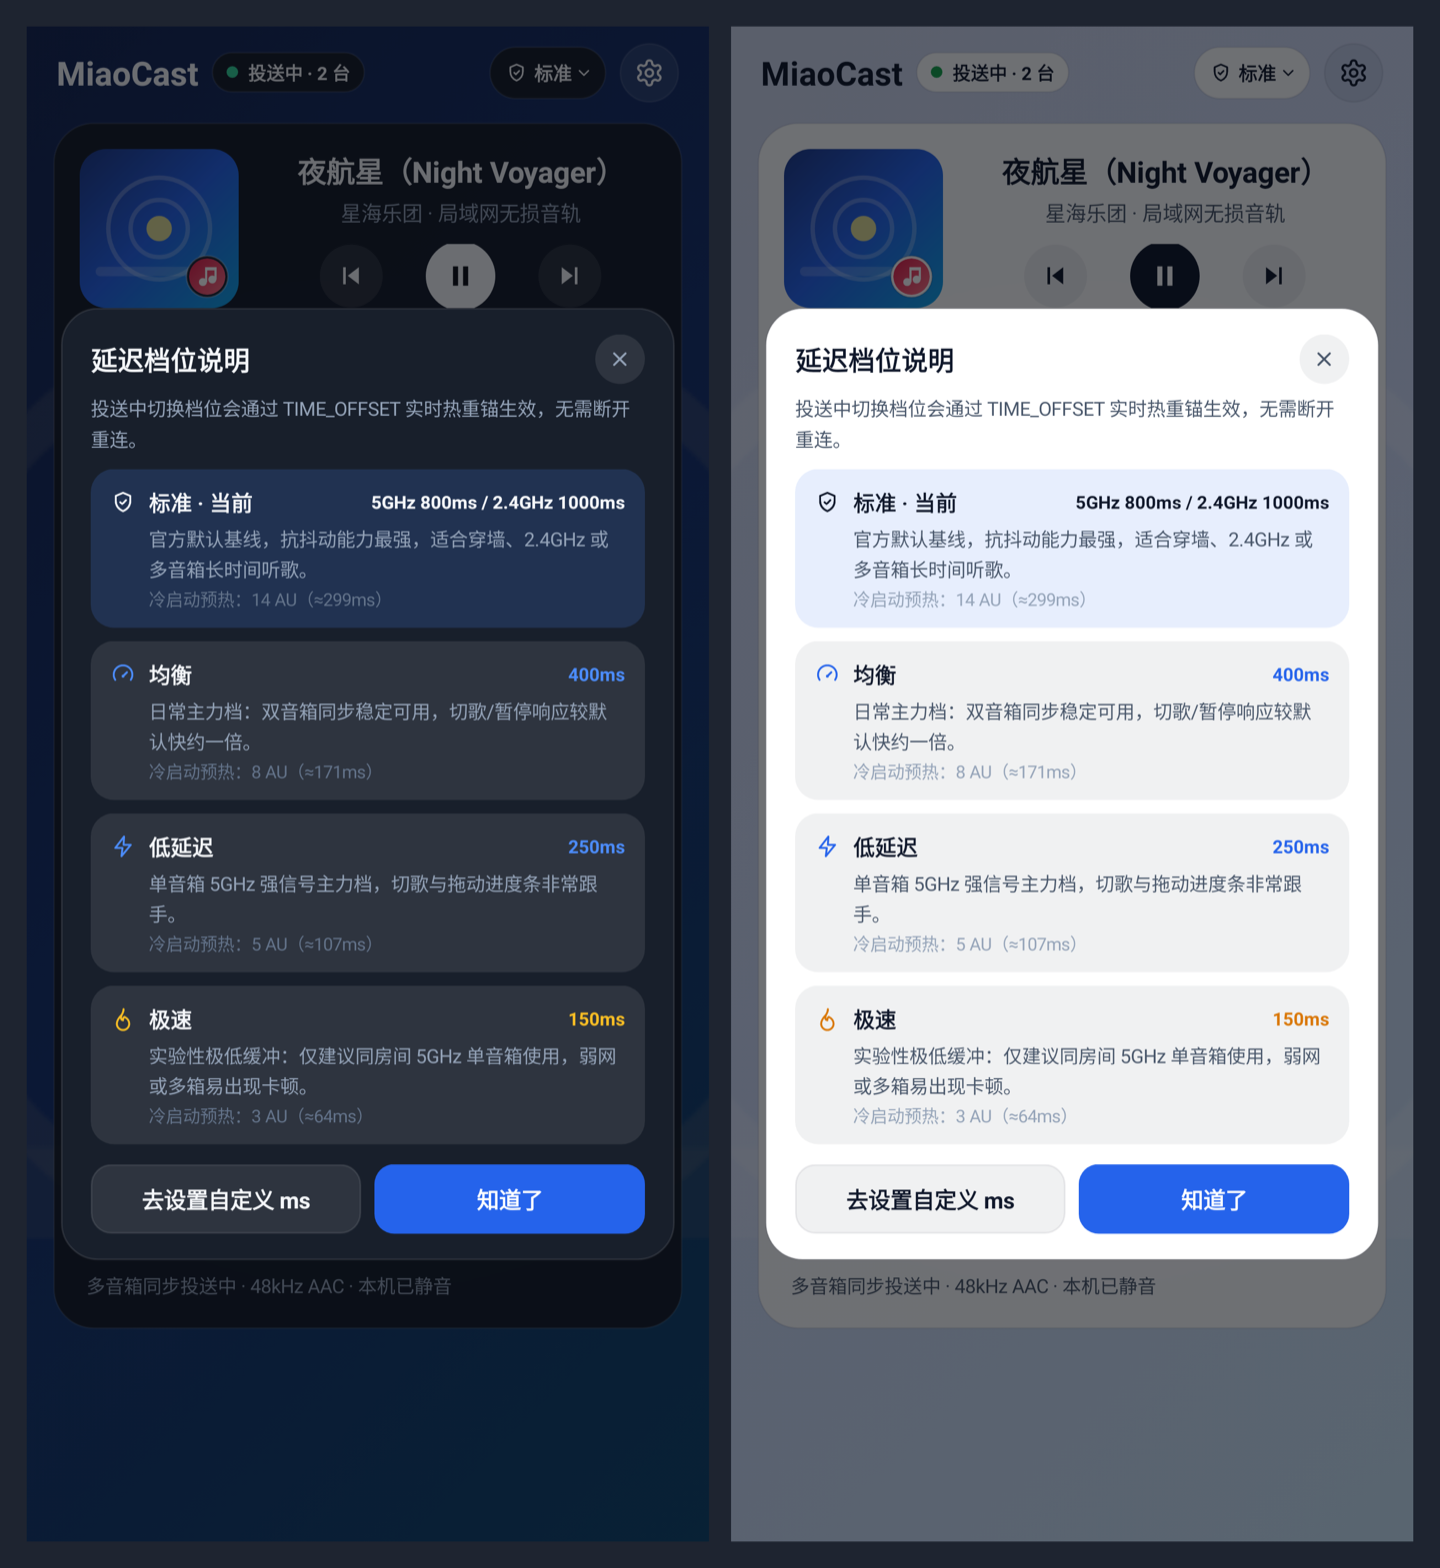 MiaoCast
投送中 · 2 台
标准
夜航星（Night Voyager）
星海乐团 · 局域网无损音轨
延迟档位说明
投送中切换档位会通过 TIME_OFFSET 实时热重锚生效，无需断开
重连。
标准 · 当前
5GHz 800ms / 2.4GHz 1000ms
官方默认基线，抗抖动能力最强，适合穿墙、2.4GHz 或
多音箱长时间听歌。
冷启动预热：14 AU（≈299ms）
均衡
400ms
日常主力档：双音箱同步稳定可用，切歌/暂停响应较默
认快约一倍。
冷启动预热：8 AU（≈171ms）
低延迟
250ms
单音箱 5GHz 强信号主力档，切歌与拖动进度条非常跟
手。
冷启动预热：5 AU（≈107ms）
极速
150ms
实验性极低缓冲：仅建议同房间 5GHz 单音箱使用，弱网
或多箱易出现卡顿。
冷启动预热：3 AU（≈64ms）
去设置自定义 ms
知道了
多音箱同步投送中 · 48kHz AAC · 本机已静音
MiaoCast
投送中 · 2 台
标准
夜航星（Night Voyager）
星海乐团 · 局域网无损音轨
延迟档位说明
投送中切换档位会通过 TIME_OFFSET 实时热重锚生效，无需断开
重连。
标准 · 当前
5GHz 800ms / 2.4GHz 1000ms
官方默认基线，抗抖动能力最强，适合穿墙、2.4GHz 或
多音箱长时间听歌。
冷启动预热：14 AU（≈299ms）
均衡
400ms
日常主力档：双音箱同步稳定可用，切歌/暂停响应较默
认快约一倍。
冷启动预热：8 AU（≈171ms）
低延迟
250ms
单音箱 5GHz 强信号主力档，切歌与拖动进度条非常跟
手。
冷启动预热：5 AU（≈107ms）
极速
150ms
实验性极低缓冲：仅建议同房间 5GHz 单音箱使用，弱网
或多箱易出现卡顿。
冷启动预热：3 AU（≈64ms）
去设置自定义 ms
知道了
多音箱同步投送中 · 48kHz AAC · 本机已静音